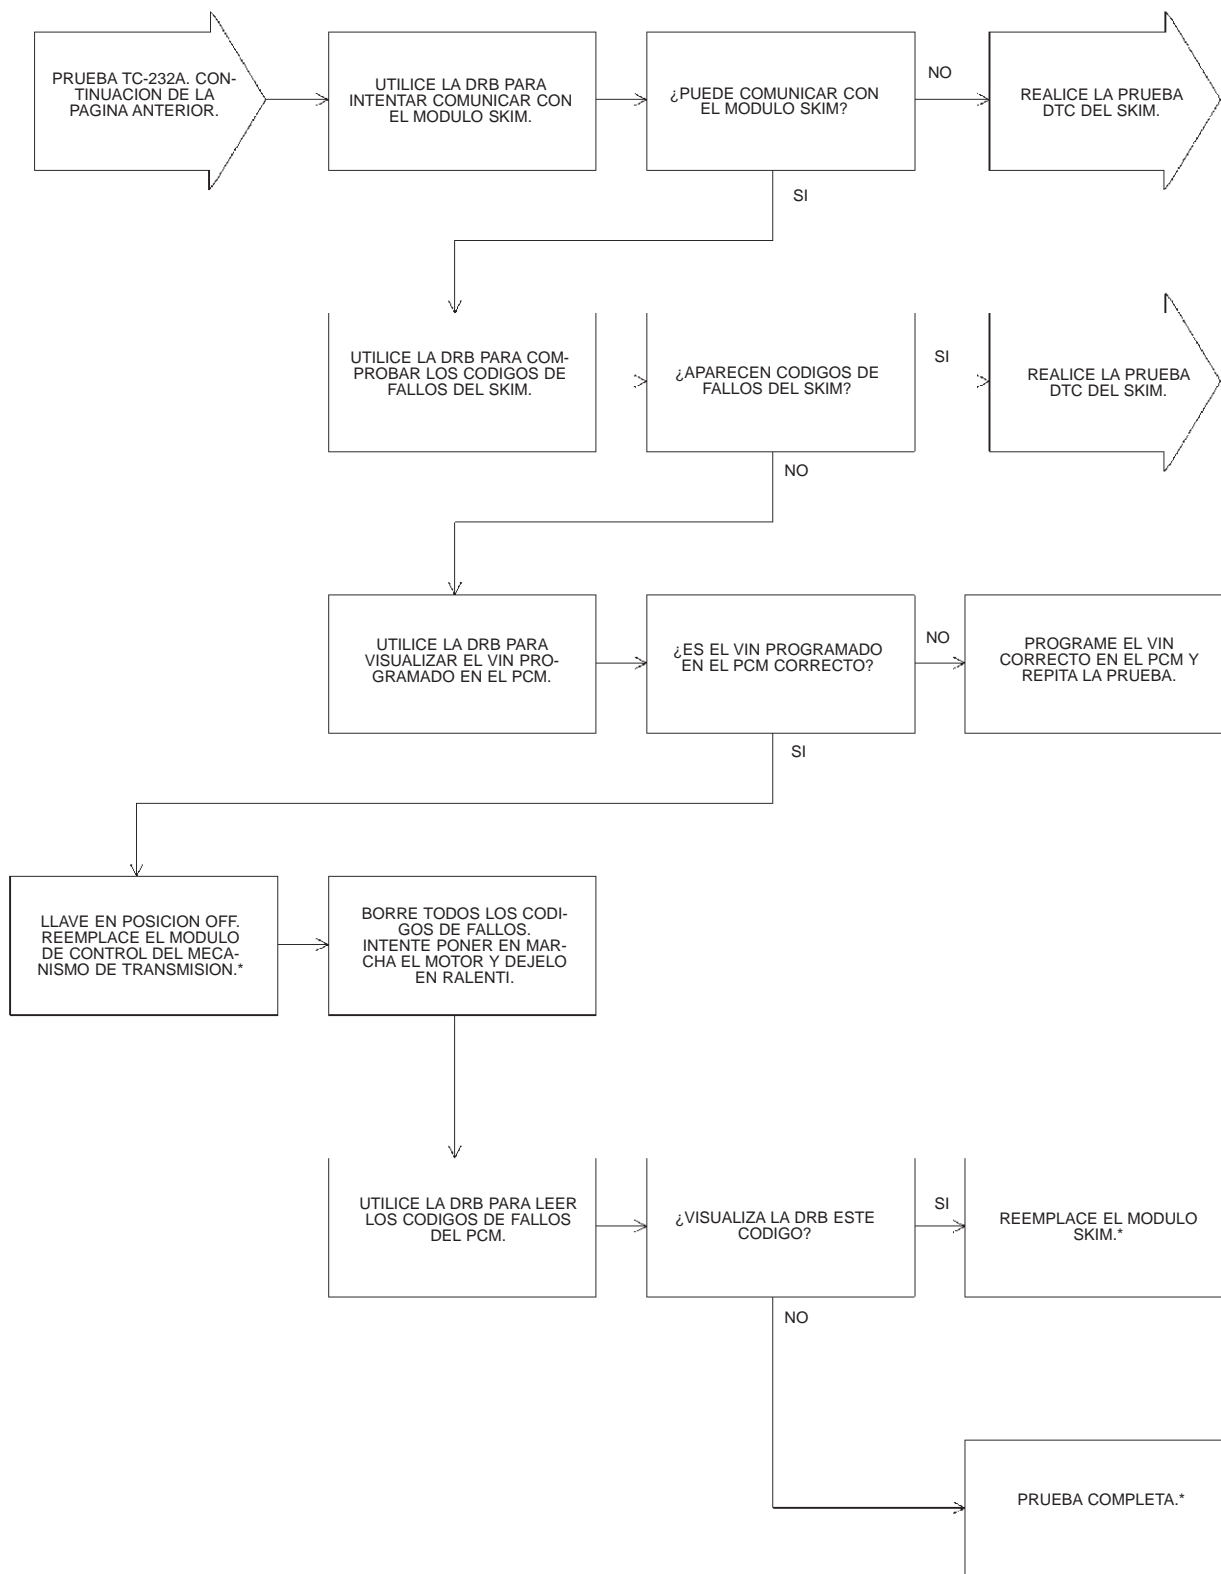 PRUEBA TC-232A. CON-
TINUACION DE LA
PAGINA ANTERIOR.
UTILICE LA DRB PARA
INTENTAR COMUNICAR CON
EL MODULO SKIM.
¿PUEDE COMUNICAR CON
EL MODULO SKIM?
NO
REALICE LA PRUEBA
DTC DEL SKIM.
SI
UTILICE LA DRB PARA COM-
PROBAR LOS CODIGOS DE
FALLOS DEL SKIM.
¿APARECEN CODIGOS DE
FALLOS DEL SKIM?
SI
REALICE LA PRUEBA
DTC DEL SKIM.
NO
UTILICE LA DRB PARA
VISUALIZAR EL VIN PRO-
GRAMADO EN EL PCM.
¿ES EL VIN PROGRAMADO
EN EL PCM CORRECTO?
NO
PROGRAME EL VIN
CORRECTO EN EL PCM Y
REPITA LA PRUEBA.
SI
LLAVE EN POSICION OFF.
REEMPLACE EL MODULO
DE CONTROL DEL MECA-
NISMO DE TRANSMISION.*
BORRE TODOS LOS CODI-
GOS DE FALLOS.
INTENTE PONER EN MAR-
CHA EL MOTOR Y DEJELO
EN RALENTI.
UTILICE LA DRB PARA LEER
LOS CODIGOS DE FALLOS
DEL PCM.
¿VISUALIZA LA DRB ESTE
CODIGO?
SI
REEMPLACE EL MODULO
SKIM.*
NO
PRUEBA COMPLETA.*